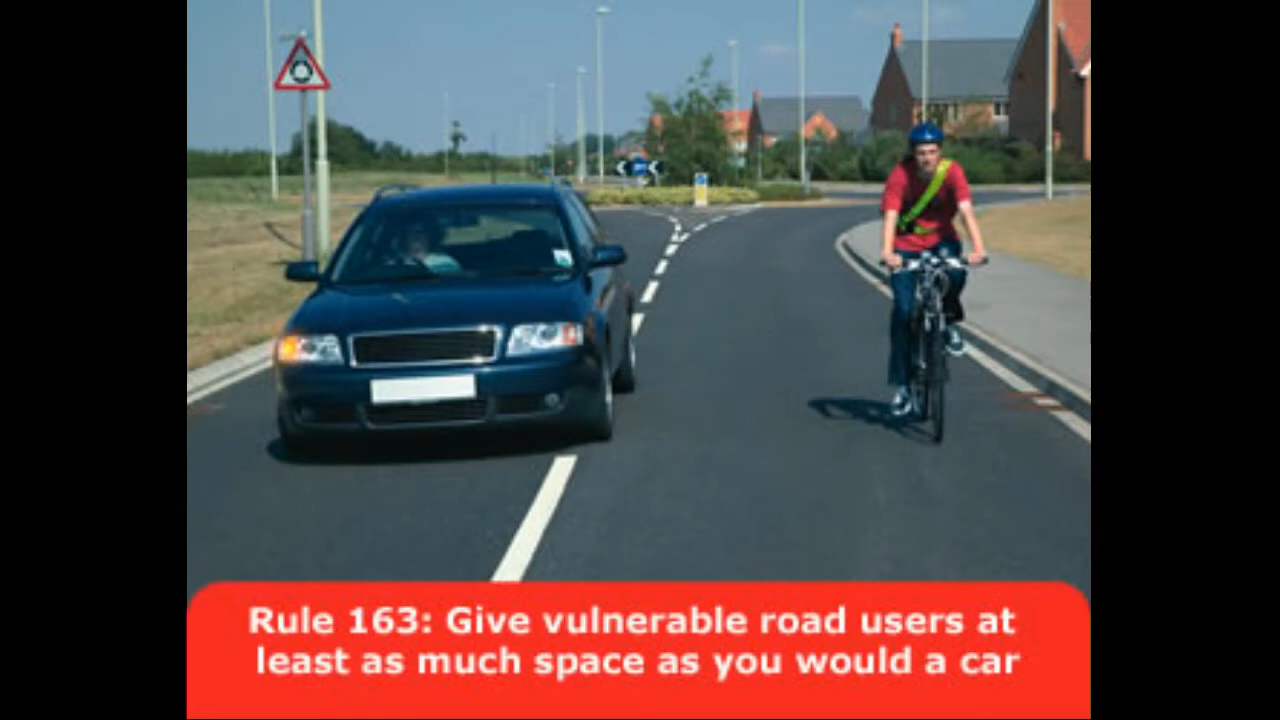 Rule 163: Give vulnerable road users at
least as much space as you would a car